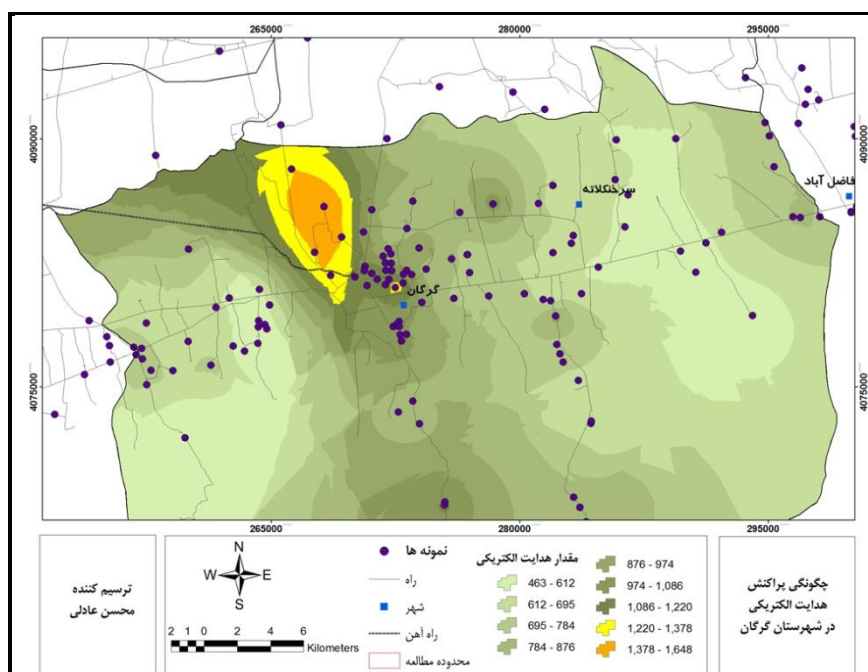 265000
280000
295000
4090000
4090000
فاضل آباد
سرخنکلاته
گرگان
4075000
4075000
265000
280000
295000
ترسیم کننده
محسن عادلی
N
W E
S
2 1 0 2 4 6
Kilometers
نمونه ها
راه
شهر
راه آهن
محدوده مطالعه
مقدار هدایت الکتریکی
463 - 612
612 - 695
695 - 784
784 - 876
876 - 974
974 - 1,086
1,086 - 1,220
1,220 - 1,378
1,378 - 1,648
چگونگی پراکنش
هدایت الکتریکی
در شهرستان گرگان